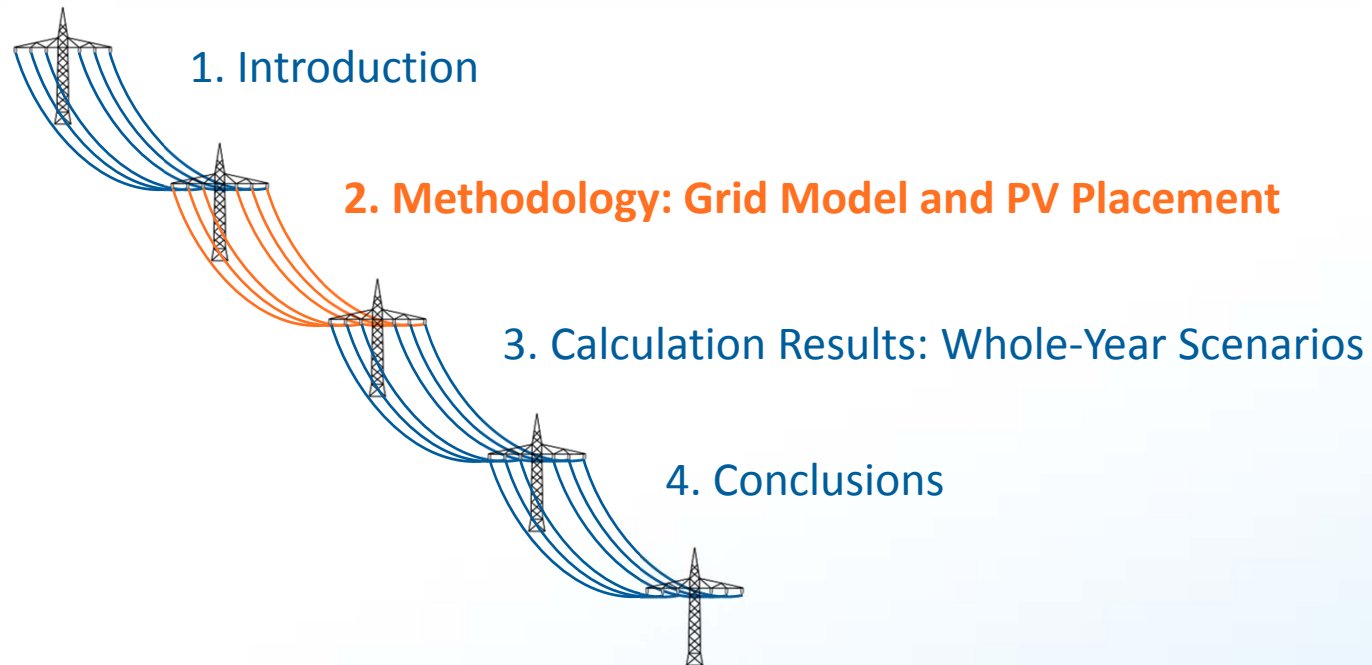 1. Introduction
2. Methodology: Grid Model and PV Placement
3. Calculation Results: Whole-Year Scenarios
4. Conclusions